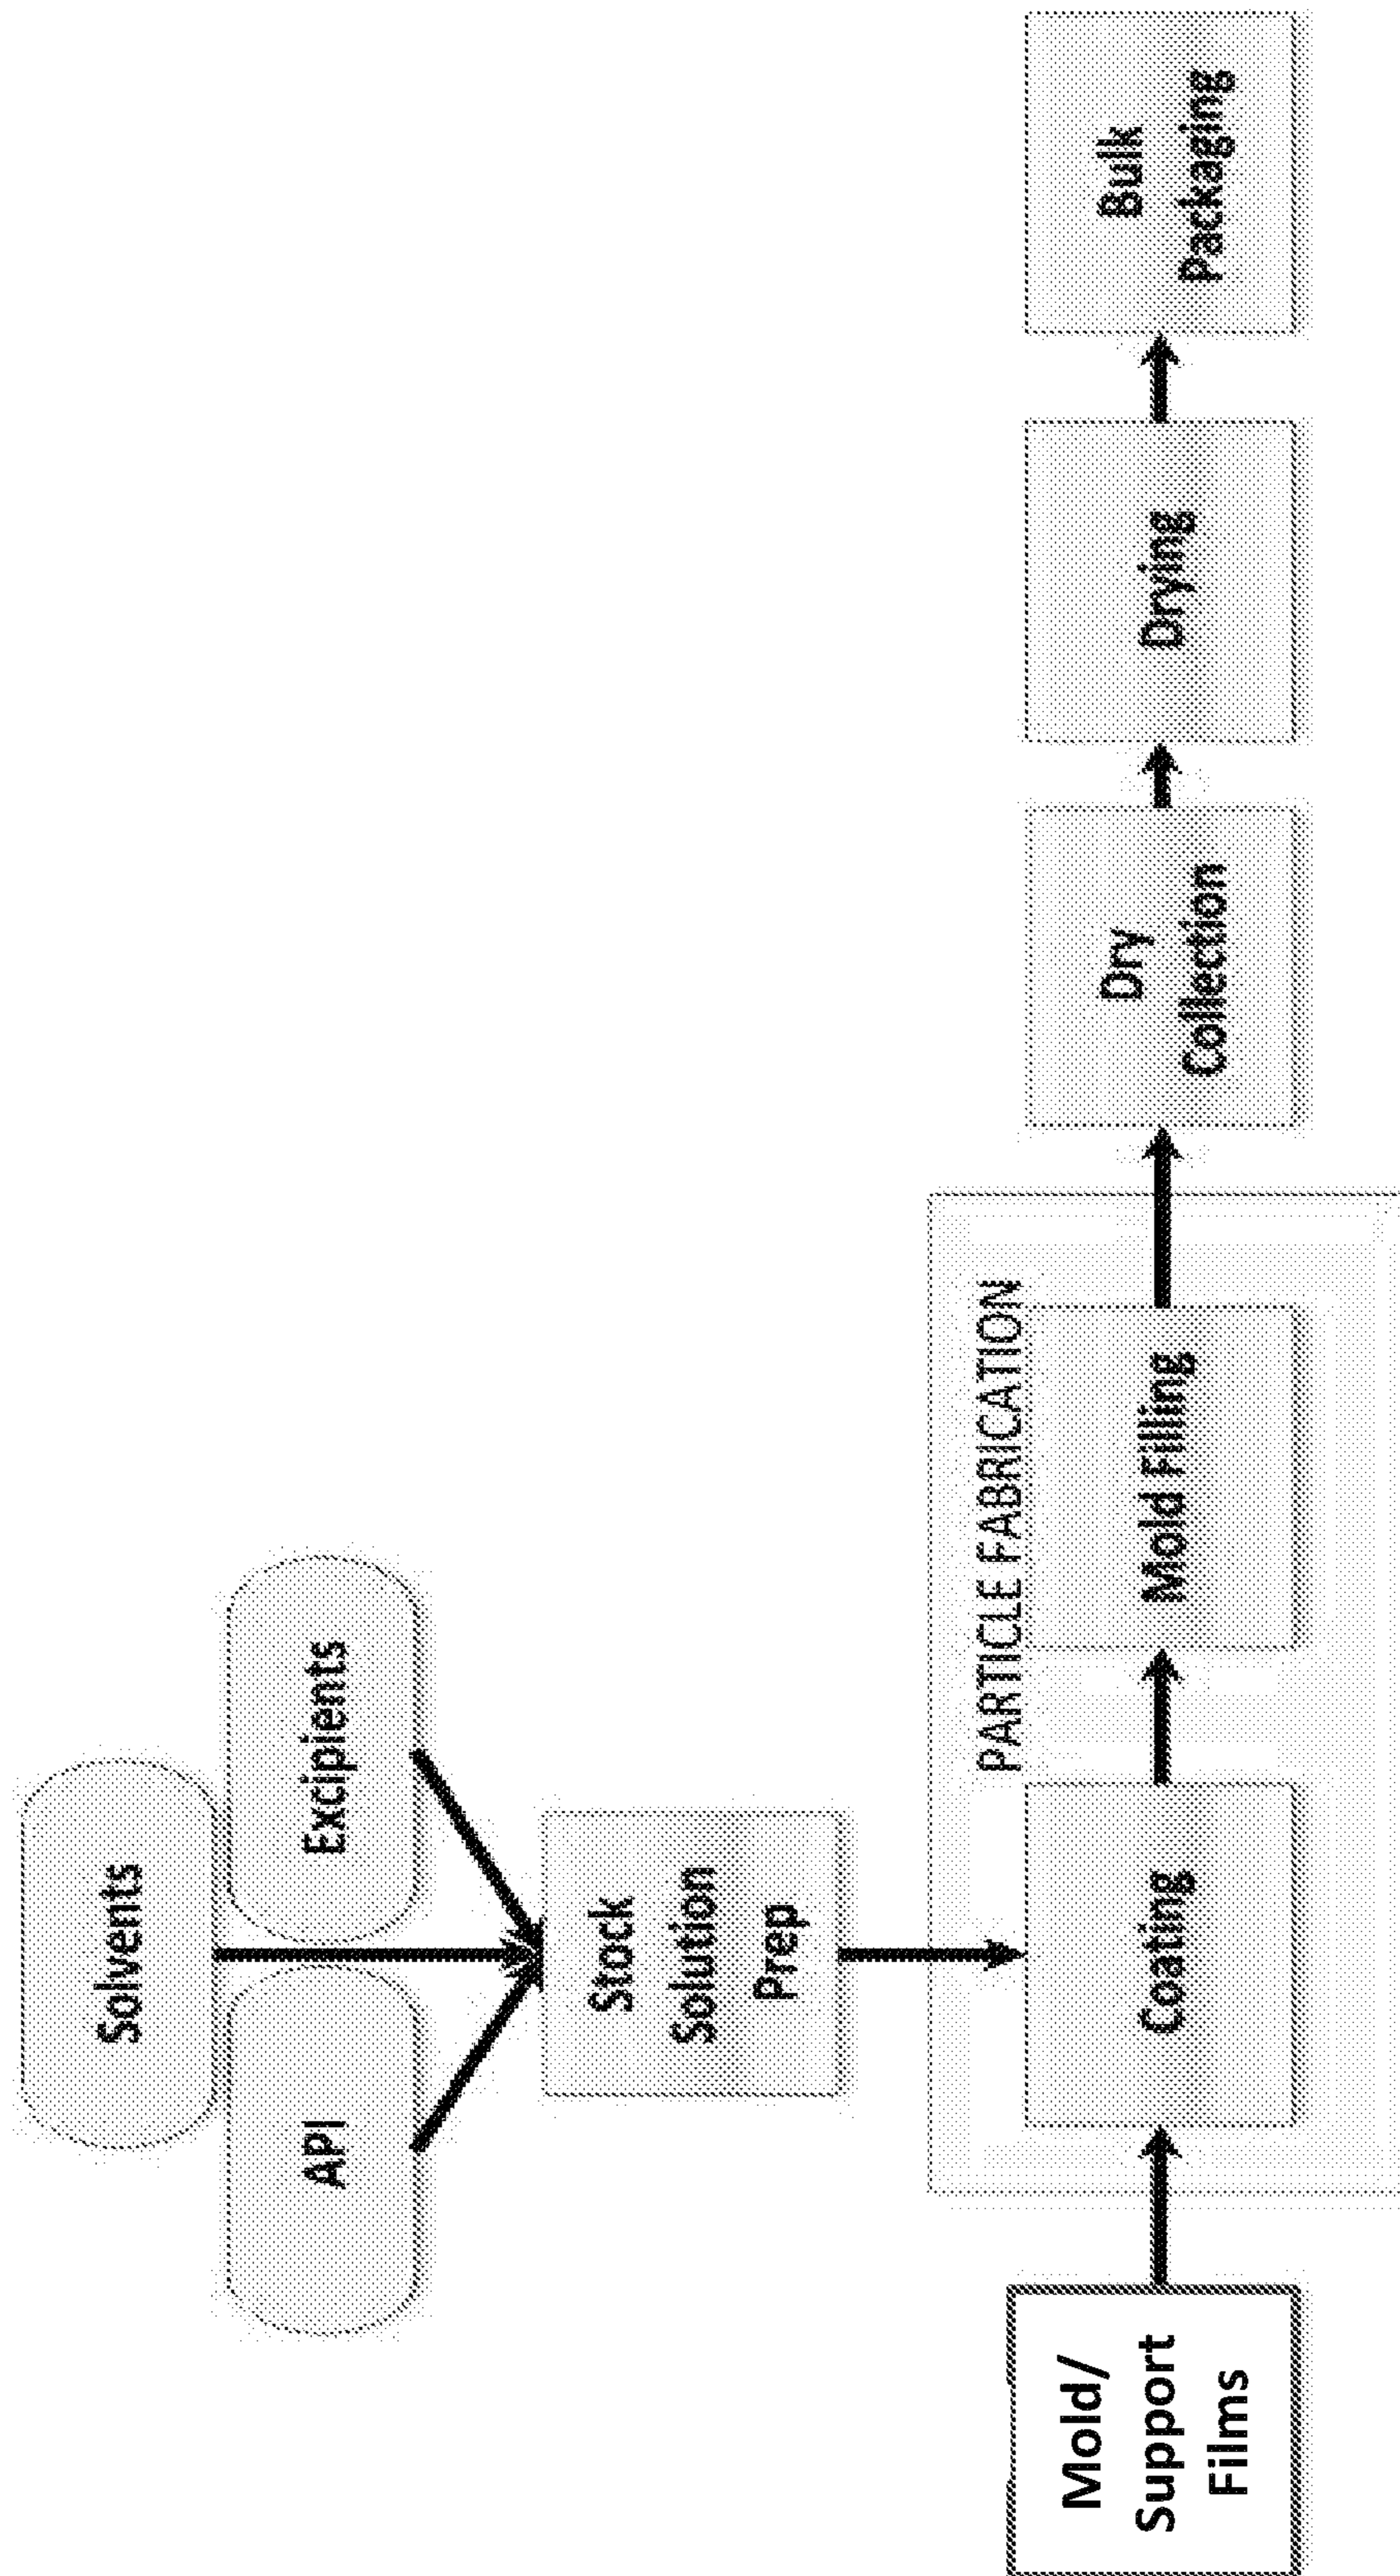 Solvents
API
Excipients
Stock
Solution
Prep
PARTICLE FABRICATION
Mold/
Support
Films
Coating
Mold Filling
Dry
Collection
Drying
Bulk
Packaging